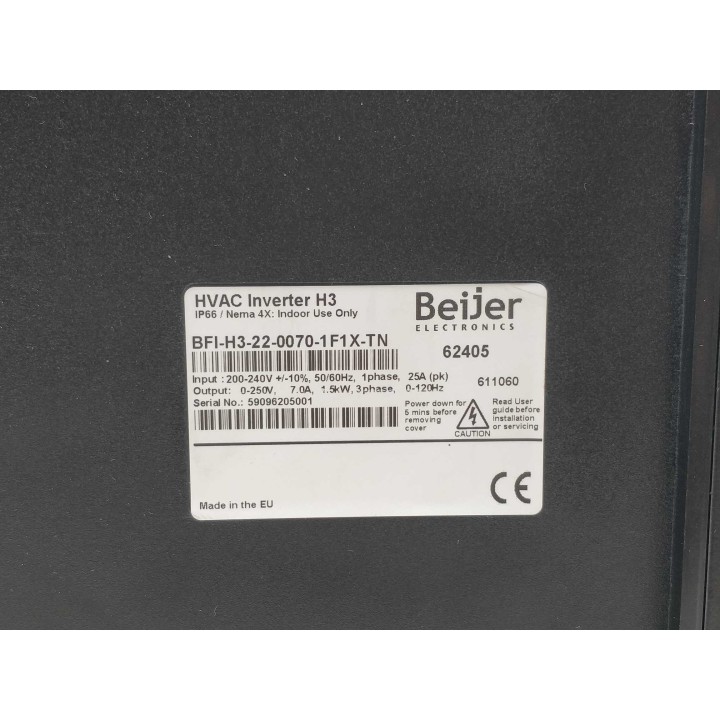 HVAC Inverter H3
IP66 / Nema 4X: Indoor Use Only
Beijer
ELECTRONICS
BFI-H3-22-0070-1F1X-TN
62405
Input : 200-240V +/-10%, 50/60Hz, 1phase, 25A (pk)
Output: 0-250V, 7.0A, 1.5kW, 3phase, 0-120Hz
611060
Serial No.: 59096205001
Power down for
5 mins before
removing
cover
CAUTION
Read User
guide before
installation
or servicing
Made in the EU
CE